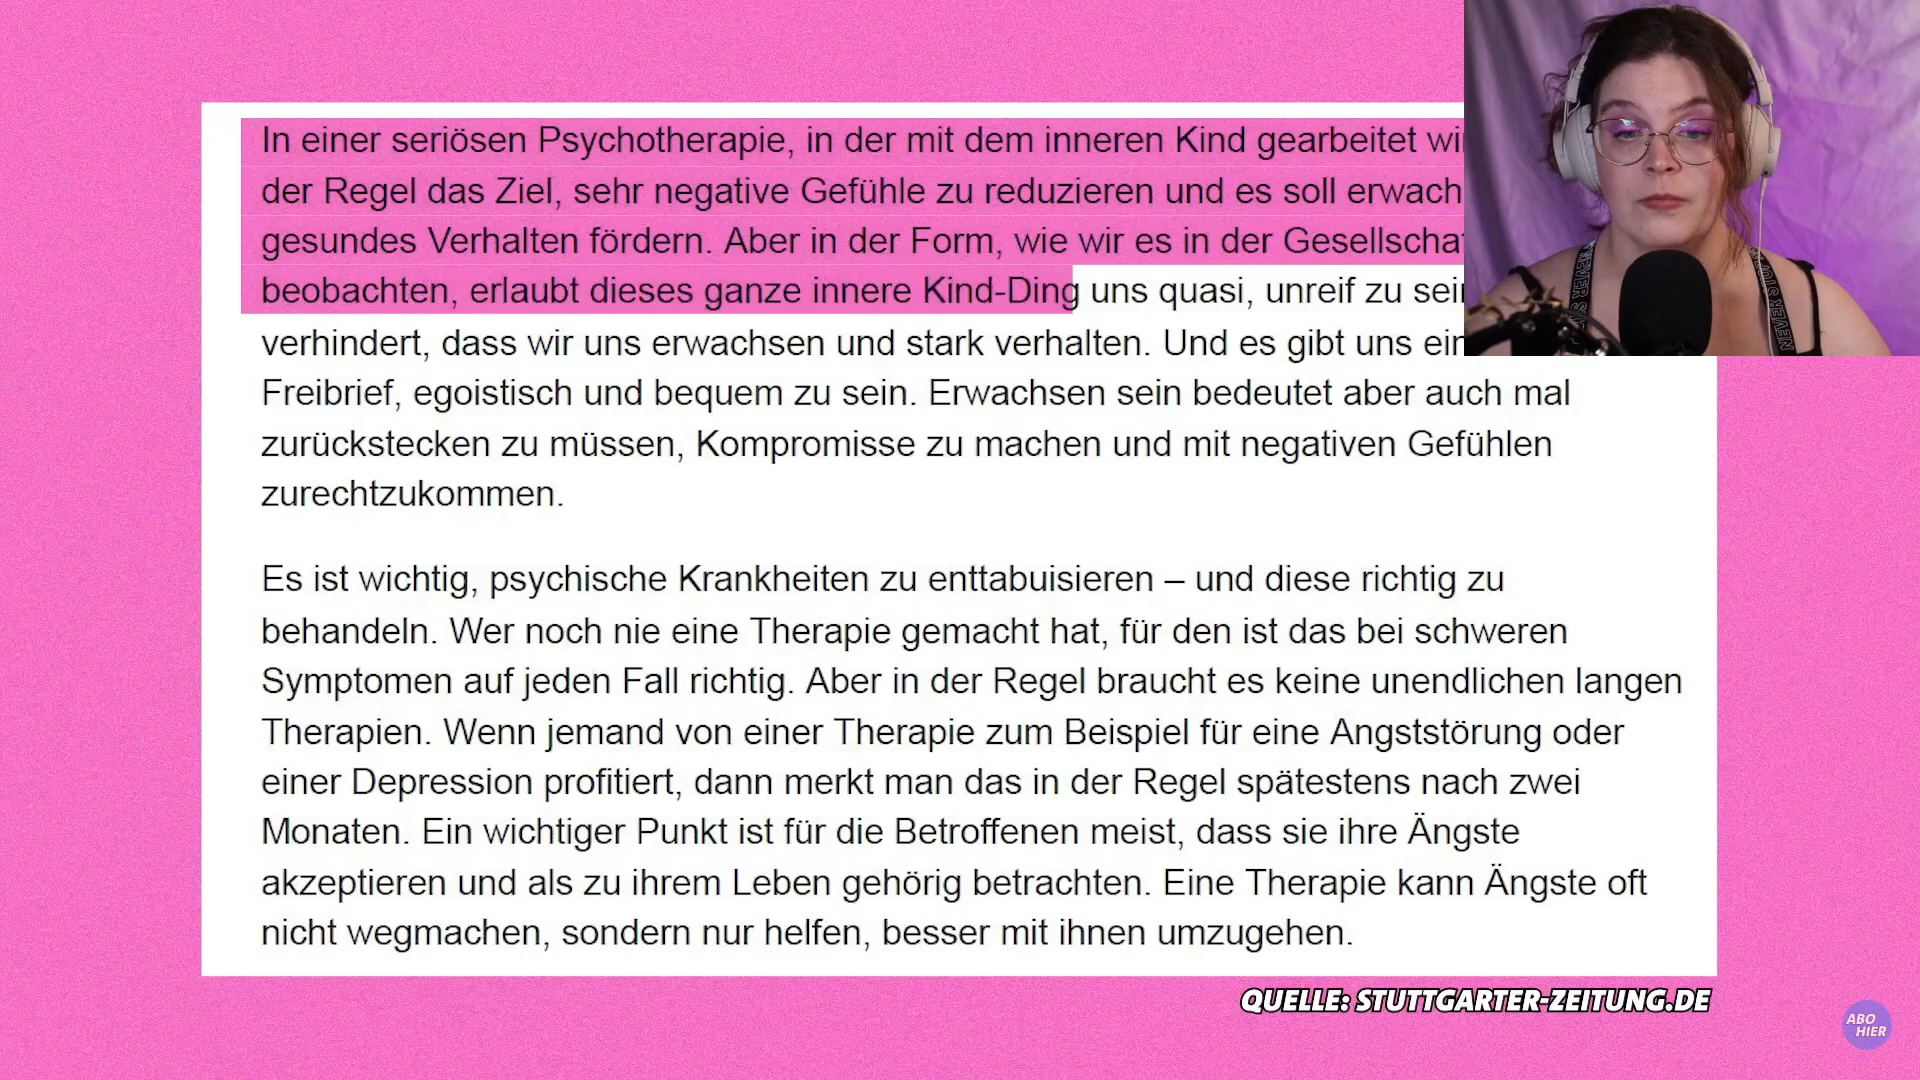 In einer seriösen Psychotherapie, in der mit dem inneren Kind gearbeitet
der Regel das Ziel, sehr negative Gefühle zu reduzieren und es soll
gesundes Verhalten fördern. Aber in der Form, wie wir es in der
beobachten, erlaubt dieses ganze innere Kind-Ding uns quasi, unreif zu
verhindert, dass wir uns erwachsen und stark verhalten. Und es gibt uns
Freibrief, egoistisch und bequem zu sein. Erwachsen sein bedeutet aber auch mal
zurückstecken zu müssen, Kompromisse zu machen und mit negativen Gefühlen
zurechtzukommen.
Es ist wichtig, psychische Krankheiten zu enttabuisieren – und diese richtig zu
behandeln. Wer noch nie eine Therapie gemacht hat, für den ist das bei schweren
Symptomen auf jeden Fall richtig. Aber in der Regel braucht es keine unendlichen langen
Therapien. Wenn jemand von einer Therapie zum Beispiel für eine Angststörung oder
einer Depression profitiert, dann merkt man das in der Regel spätestens nach zwei
Monaten. Ein wichtiger Punkt ist für die Betroffenen meist, dass sie ihre Ängste
akzeptieren und als zu ihrem Leben gehörig betrachten. Eine Therapie kann Ängste oft
nicht wegmachen, sondern nur helfen, besser mit ihnen umzugehen.
QUELLE: STUTTGARTER-ZEITUNG.DE
ABO
HIER